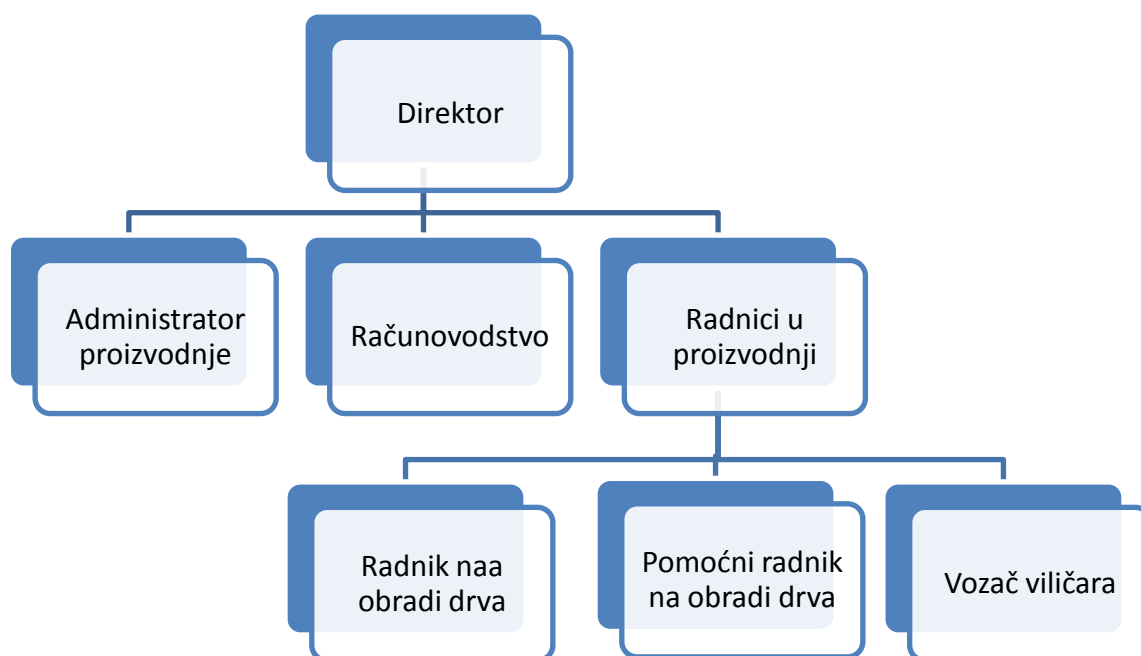 Direktor
Administrator
proizvodnje
Računovodstvo
Radnici u
proizvodnji
Radnik naa
obradi drva
Pomoćni radnik
na obradi drva
Vozač viličara